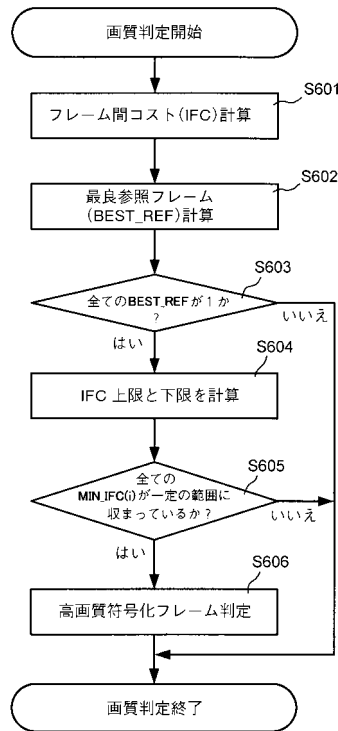 画質判定開始
S601
フレーム間コスト(IFC)計算
S602
最良参照フレーム
(BEST_REF)計算
S603
全てのBEST_REFが1か
?
いいえ
はい
S604
IFC 上限と下限を計算
全ての
MIN_IFC(i)が一定の範囲に
収まっているか?
S605
いいえ
はい
S606
高画質符号化フレーム判定
画質判定終了